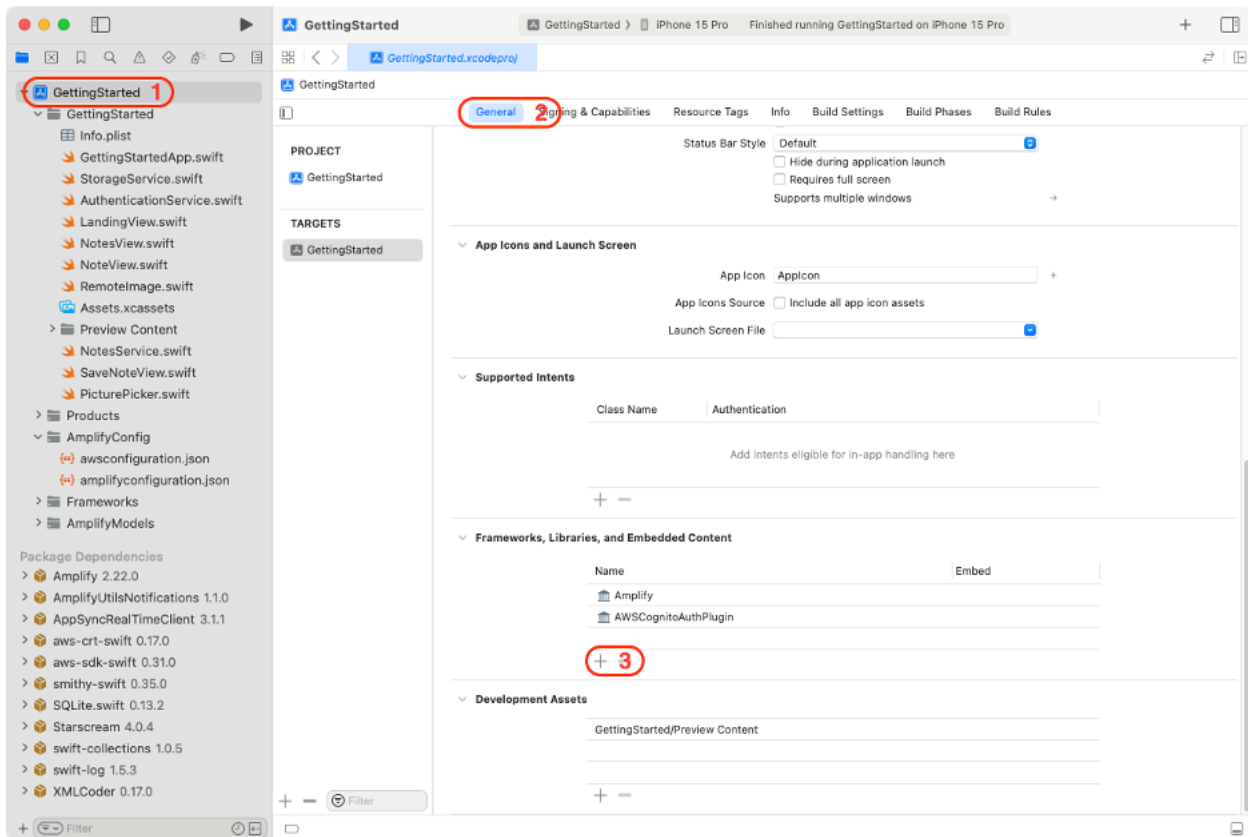 GettingStarted
GettingStarted
iPhone 15 Pro
Finished running GettingStarted on iPhone 15 Pro
GettingStarted.xcodeproj
GettingStarted 1
GettingStarted
Info.plist
GettingStartedApp.swift
StorageService.swift
AuthenticationService.swift
LandingView.swift
NotesView.swift
NoteView.swift
RemoteImage.swift
Assets.xcassets
Preview Content
NotesService.swift
SaveNoteView.swift
PicturePicker.swift
Products
AmplifyConfig
awsconfiguration.json
amplifyconfiguration.json
Frameworks
AmplifyModels
Package Dependencies
Amplify 2.22.0
AmplifyUtilsNotifications 1.1.0
AppSyncRealTimeClient 3.1.1
aws-crt-swift 0.17.0
aws-sdk-swift 0.31.0
smithy-swift 0.35.0
SQLite.swift 0.13.2
Starscream 4.0.4
swift-collections 1.0.5
swift-log 1.5.3
XMLCoder 0.17.0
Filter
GettingStarted
General 2 Signing & Capabilities Resource Tags Info Build Settings Build Phases Build Rules
PROJECT
GettingStarted
TARGETS
GettingStarted
Filter
Status Bar Style Default
Hide during application launch
Requires full screen
Supports multiple windows
App Icons and Launch Screen
App Icon AppIcon
App Icons Source Include all app icon assets
Launch Screen File
Supported Intents
Class Name Authentication
Add intents eligible for in-app handling here
Frameworks, Libraries, and Embedded Content
Name Embed
Amplify
AWSCognitoAuthPlugin
3
Development Assets
GettingStarted/Preview Content